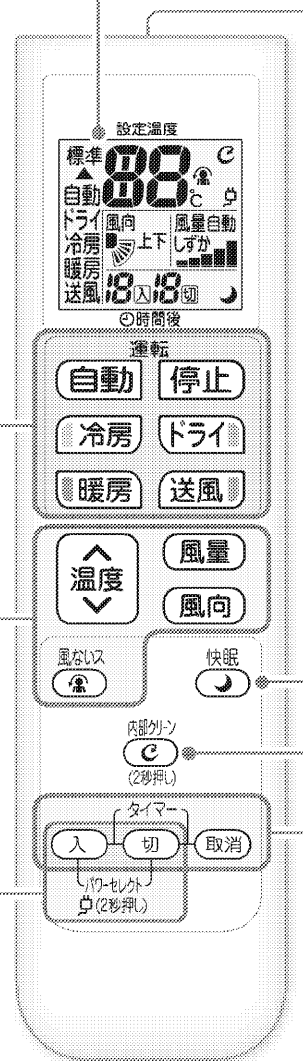 設定温度
標準 88 ℃
自動
ドライ 風向 風量自動
冷房 上下 しずか
暖房
送風 18 入 18 切
時間後
運転
自動 停止
冷房 ドライ
暖房 送風
温度 風量
風向
風ないス 快眠
内部クリーン
(2秒押し)
タイマー
入 切 取消
パワーセレクト
(2秒押し)